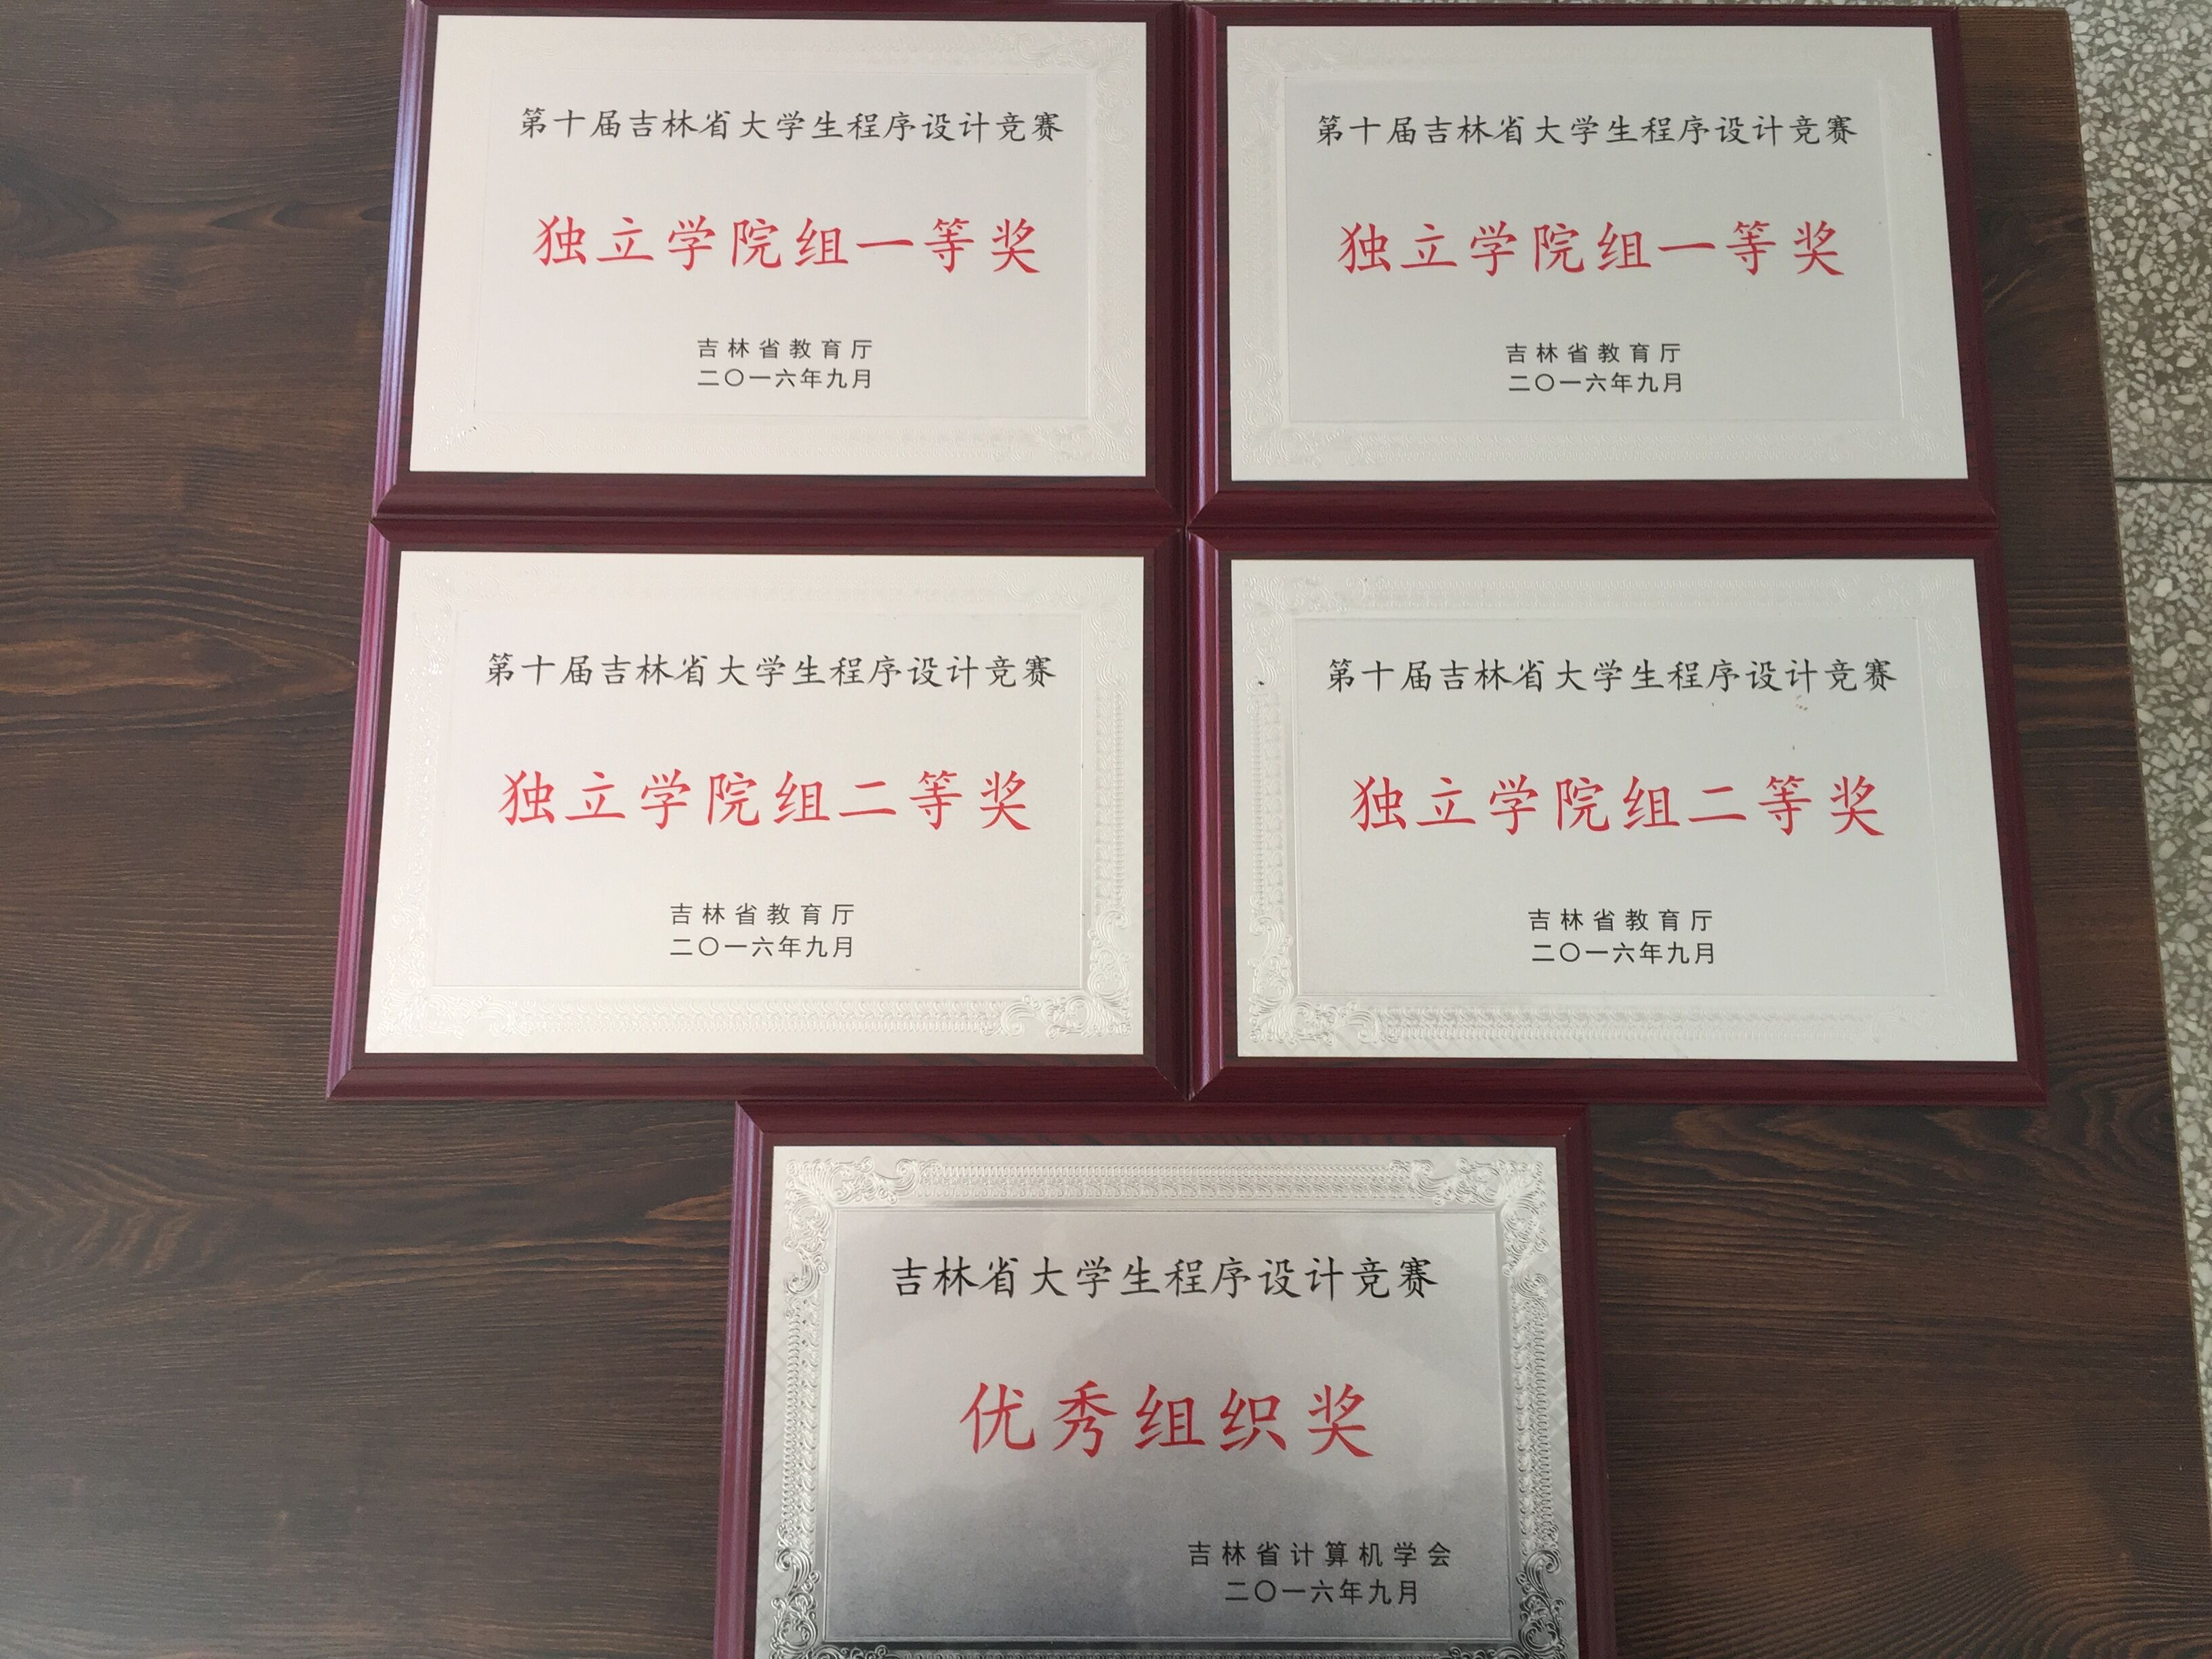 第十届吉林省大学生程序设计竞赛
独立学院组一等奖
吉林省教育厅
二〇一六年九月
第十届吉林省大学生程序设计竞赛
独立学院组一等奖
吉林省教育厅
二〇一六年九月
第十届吉林省大学生程序设计竞赛
独立学院组二等奖
吉林省教育厅
二〇一六年九月
第十届吉林省大学生程序设计竞赛
独立学院组二等奖
吉林省教育厅
二〇一六年九月
吉林省大学生程序设计竞赛
优秀组织奖
吉林省计算机学会
二〇一六年九月